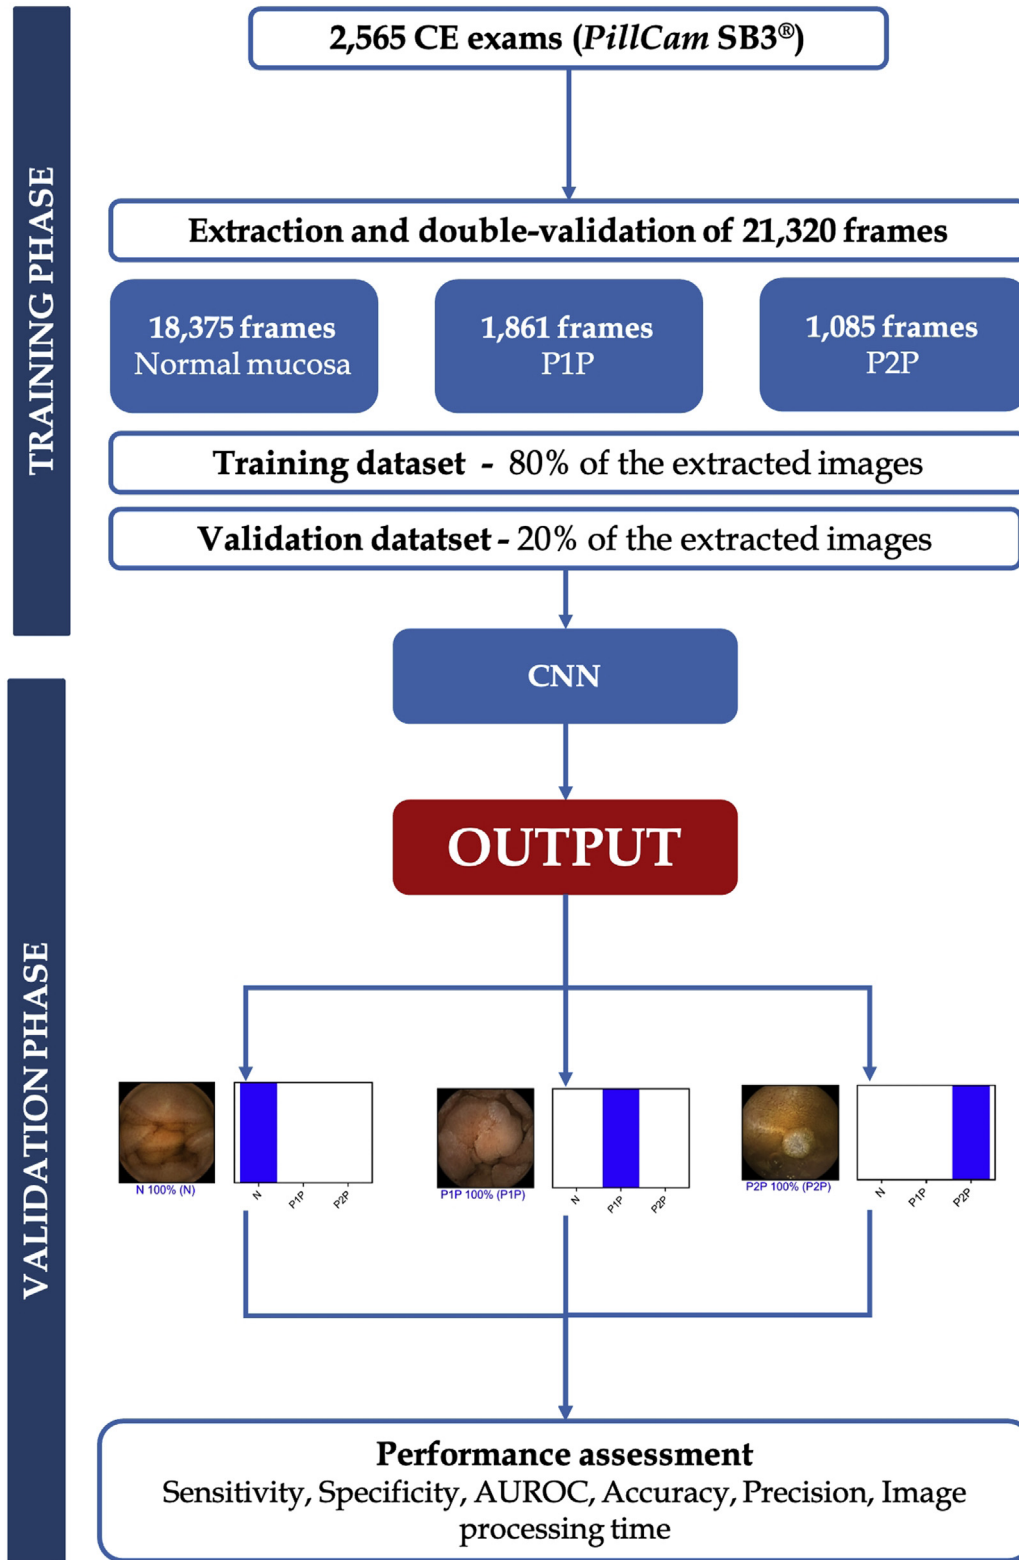 TRAINING PHASE
2,565 CE exams (PillCam SB3®)
Extraction and double-validation of 21,320 frames
18,375 frames
Normal mucosa
1,861 frames
P1P
1,085 frames
P2P
Training dataset - 80% of the extracted images
Validation datatset - 20% of the extracted images
CNN
VALIDATION PHASE
OUTPUT
N 100% (N)
N
P1P
P2P
P1P 100% (P1P)
N
P1P
P2P
P2P 100% (P2P)
N
P1P
P2P
Performance assessment
Sensitivity, Specificity, AUROC, Accuracy, Precision, Image
processing time